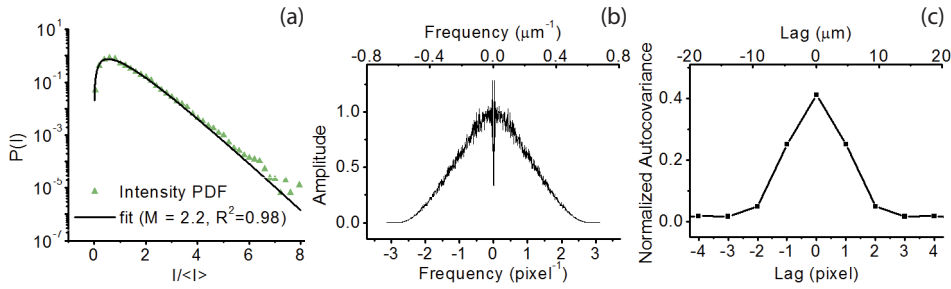 (a)
P(I)
10¹
10⁻¹
10⁻³
10⁻⁵
10⁻⁷
Intensity PDF
fit (M = 2.2, R²=0.98)
0 2 4 6 8
I/<I>
(b)
Frequency (μm⁻¹)
-0.8 -0.4 0.0 0.4 0.8
Amplitude
1.0
0.5
0.0
-3 -2 -1 0 1 2 3
Frequency (pixel⁻¹)
(c)
Lag (μm)
-20 -10 0 10 20
Normalized Autocovariance
0.4
0.2
0.0
-4 -3 -2 -1 0 1 2 3 4
Lag (pixel)